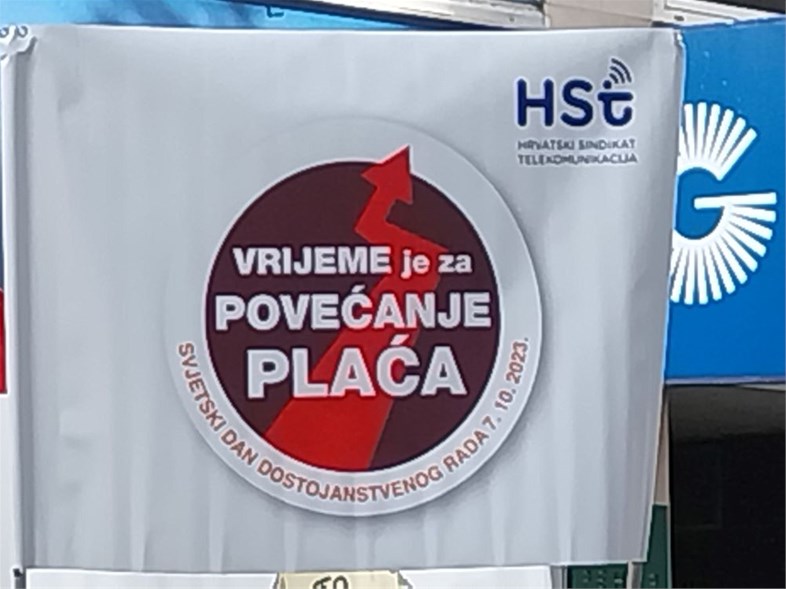 HSt
HRVATSKI SINDIKAT
TELEKOMUNIKACIJA
VRIJEME je za
POVEĆANJE
PLAĆA
SVJETSKI DAN DOSTOJANSTVENOG RADA 7. 10. 2023.
G